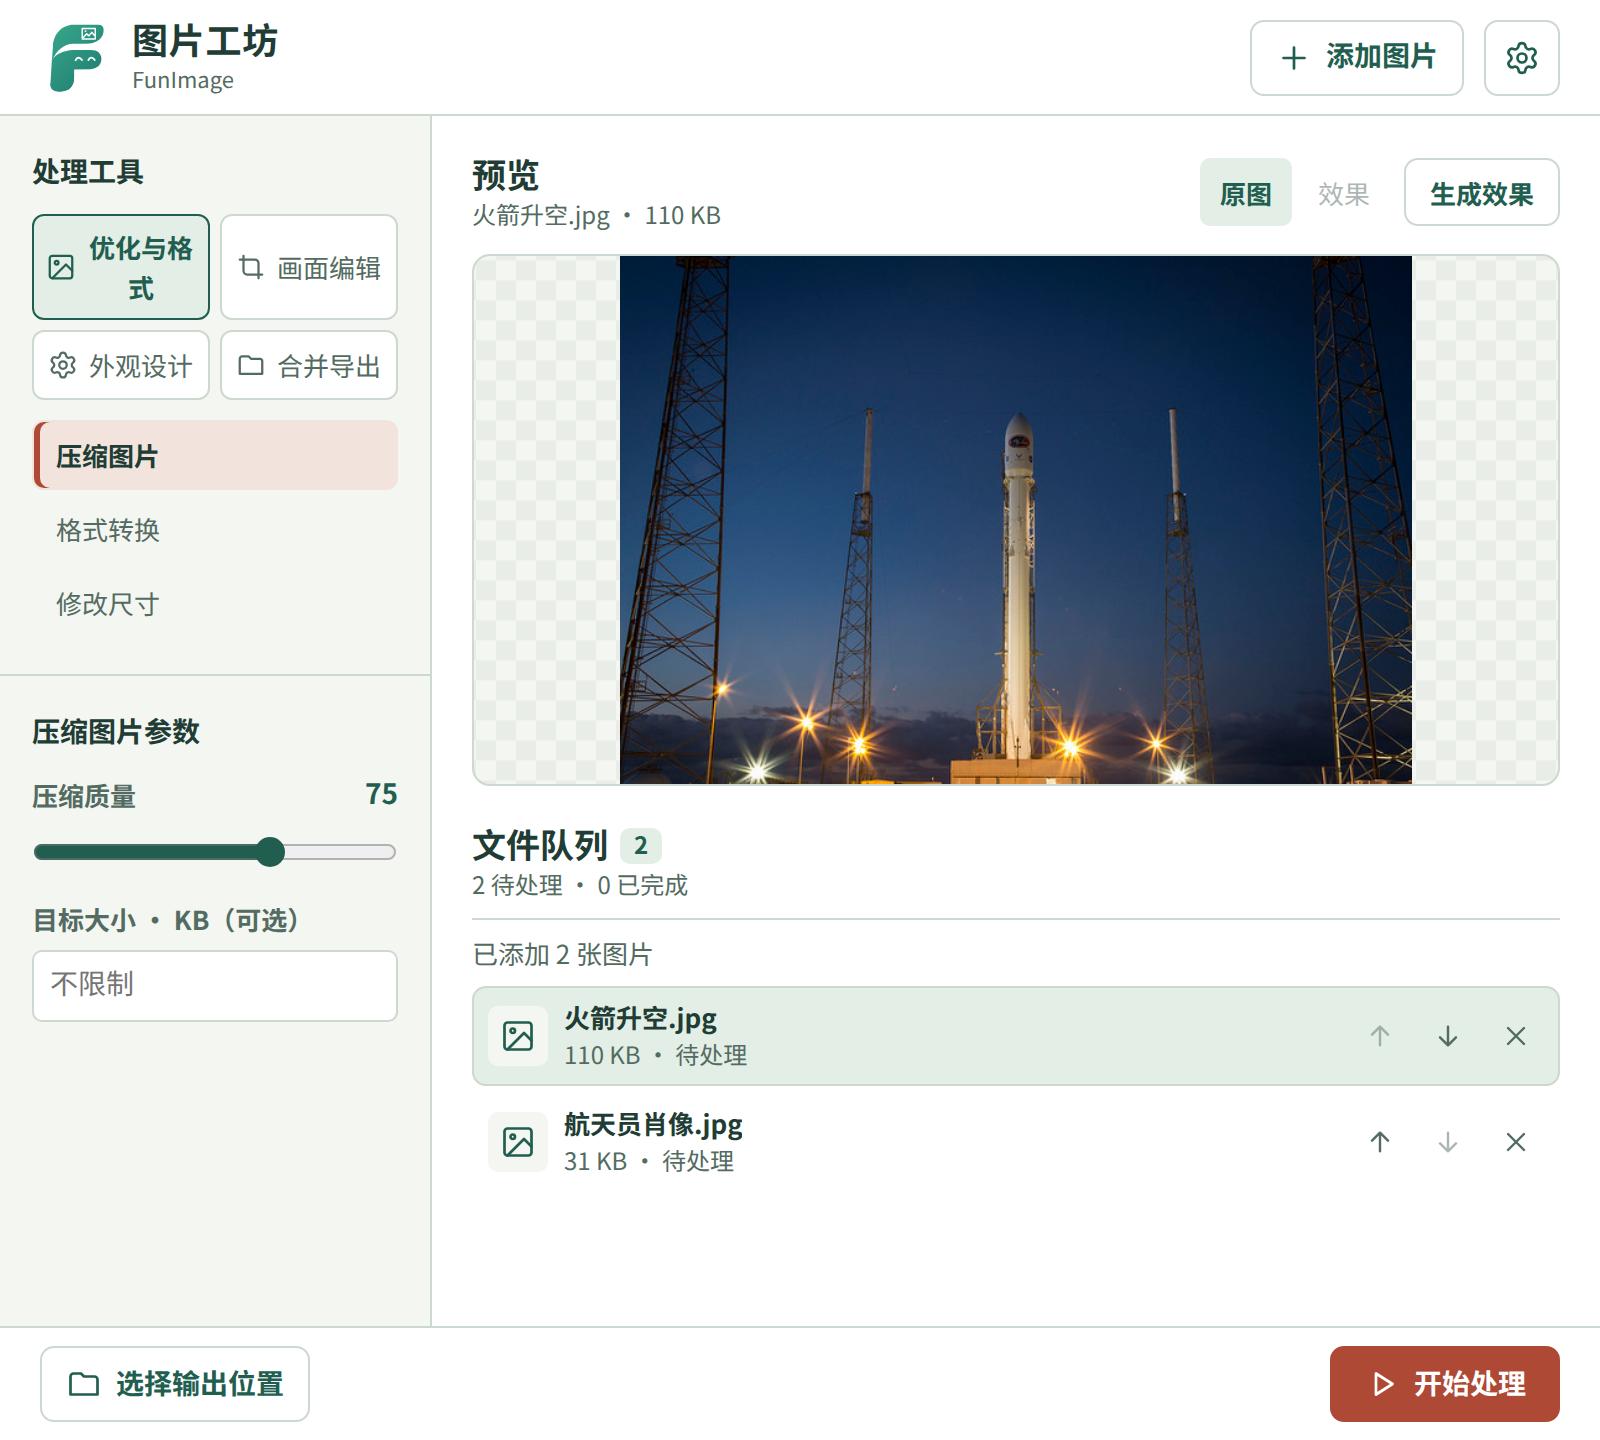 图片工坊
FunImage
添加图片
处理工具
优化与格
式
画面编辑
外观设计
合并导出
压缩图片
格式转换
修改尺寸
压缩图片参数
压缩质量
75
目标大小 • KB（可选）
不限制
预览
火箭升空.jpg • 110 KB
原图
效果
生成效果
文件队列 2
2 待处理 • 0 已完成
已添加 2 张图片
火箭升空.jpg
110 KB • 待处理
航天员肖像.jpg
31 KB • 待处理
选择输出位置
开始处理